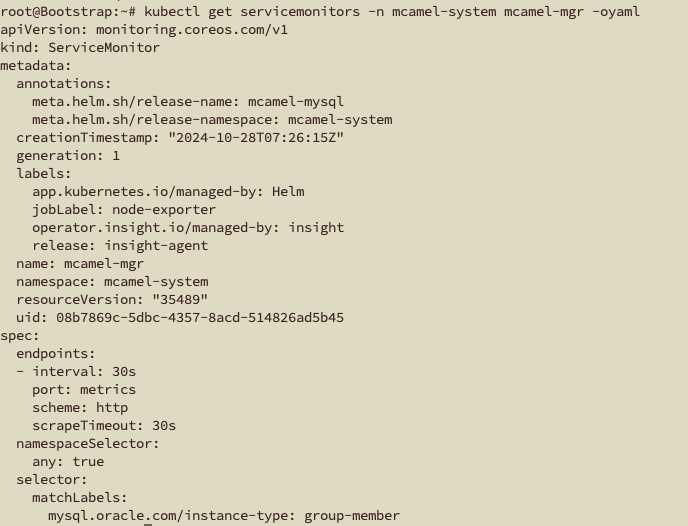 root@Bootstrap:~# kubectl get servicemonitors -n mcamel-system mcamel-mgr -oyaml
apiVersion: monitoring.coreos.com/v1
kind: ServiceMonitor
metadata:
  annotations:
    meta.helm.sh/release-name: mcamel-mysql
    meta.helm.sh/release-namespace: mcamel-system
  creationTimestamp: "2024-10-28T07:26:15Z"
  generation: 1
  labels:
    app.kubernetes.io/managed-by: Helm
    jobLabel: node-exporter
    operator.insight.io/managed-by: insight
    release: insight-agent
  name: mcamel-mgr
  namespace: mcamel-system
  resourceVersion: "35489"
  uid: 08b7869c-5dbc-4357-8acd-514826ad5b45
spec:
  endpoints:
  - interval: 30s
    port: metrics
    scheme: http
    scrapeTimeout: 30s
  namespaceSelector:
    any: true
  selector:
    matchLabels:
      mysql.oracle.com/instance-type: group-member